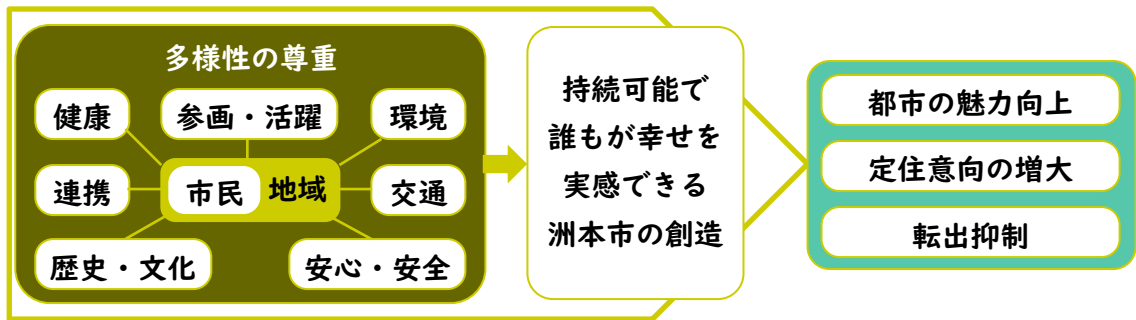 多様性の尊重
健康
参画・活躍
環境
連携
市民
地域
交通
歴史・文化
安心・安全
持続可能で
誰もが幸せを
実感できる
洲本市の創造
都市の魅力向上
定住意向の増大
転出抑制